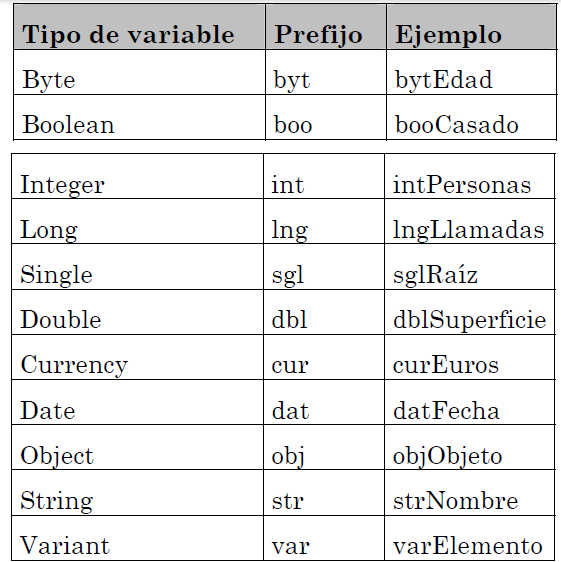 Tipo de variable Prefijo Ejemplo
Byte byt bytEdad
Boolean boo booCasado
Integer int intPersonas
Long lng lngLlamadas
Single sgl sglRaíz
Double dbl dblSuperficie
Currency cur curEuros
Date dat datFecha
Object obj objObjeto
String str strNombre
Variant var varElemento